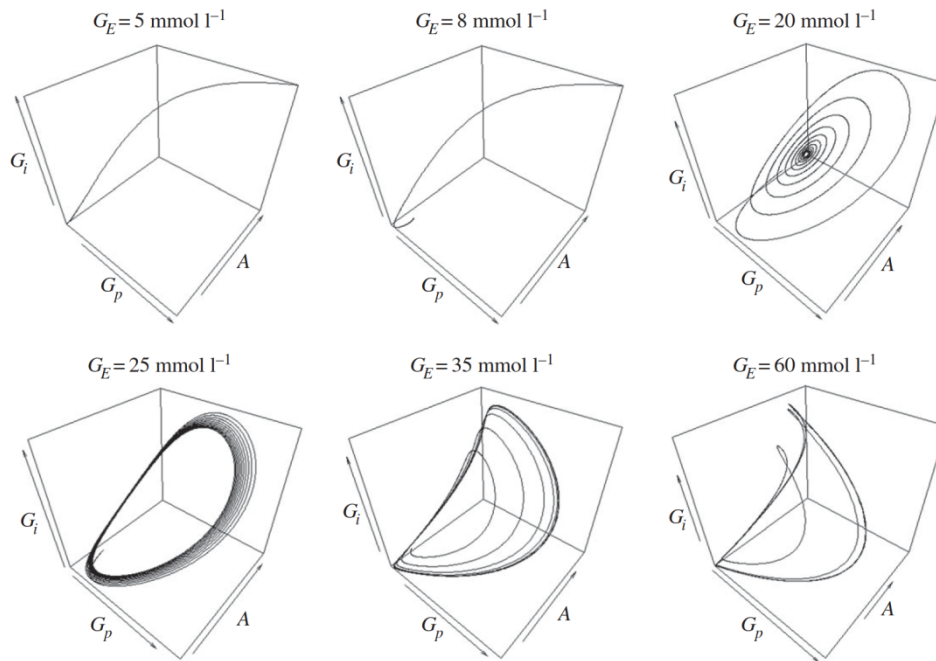 G_E = 5 mmol l⁻¹
G_E = 8 mmol l⁻¹
G_E = 20 mmol l⁻¹
G_i
G_p
A
G_i
G_p
A
G_i
G_p
A
G_E = 25 mmol l⁻¹
G_E = 35 mmol l⁻¹
G_E = 60 mmol l⁻¹
G_i
G_p
A
G_i
G_p
A
G_i
G_p
A